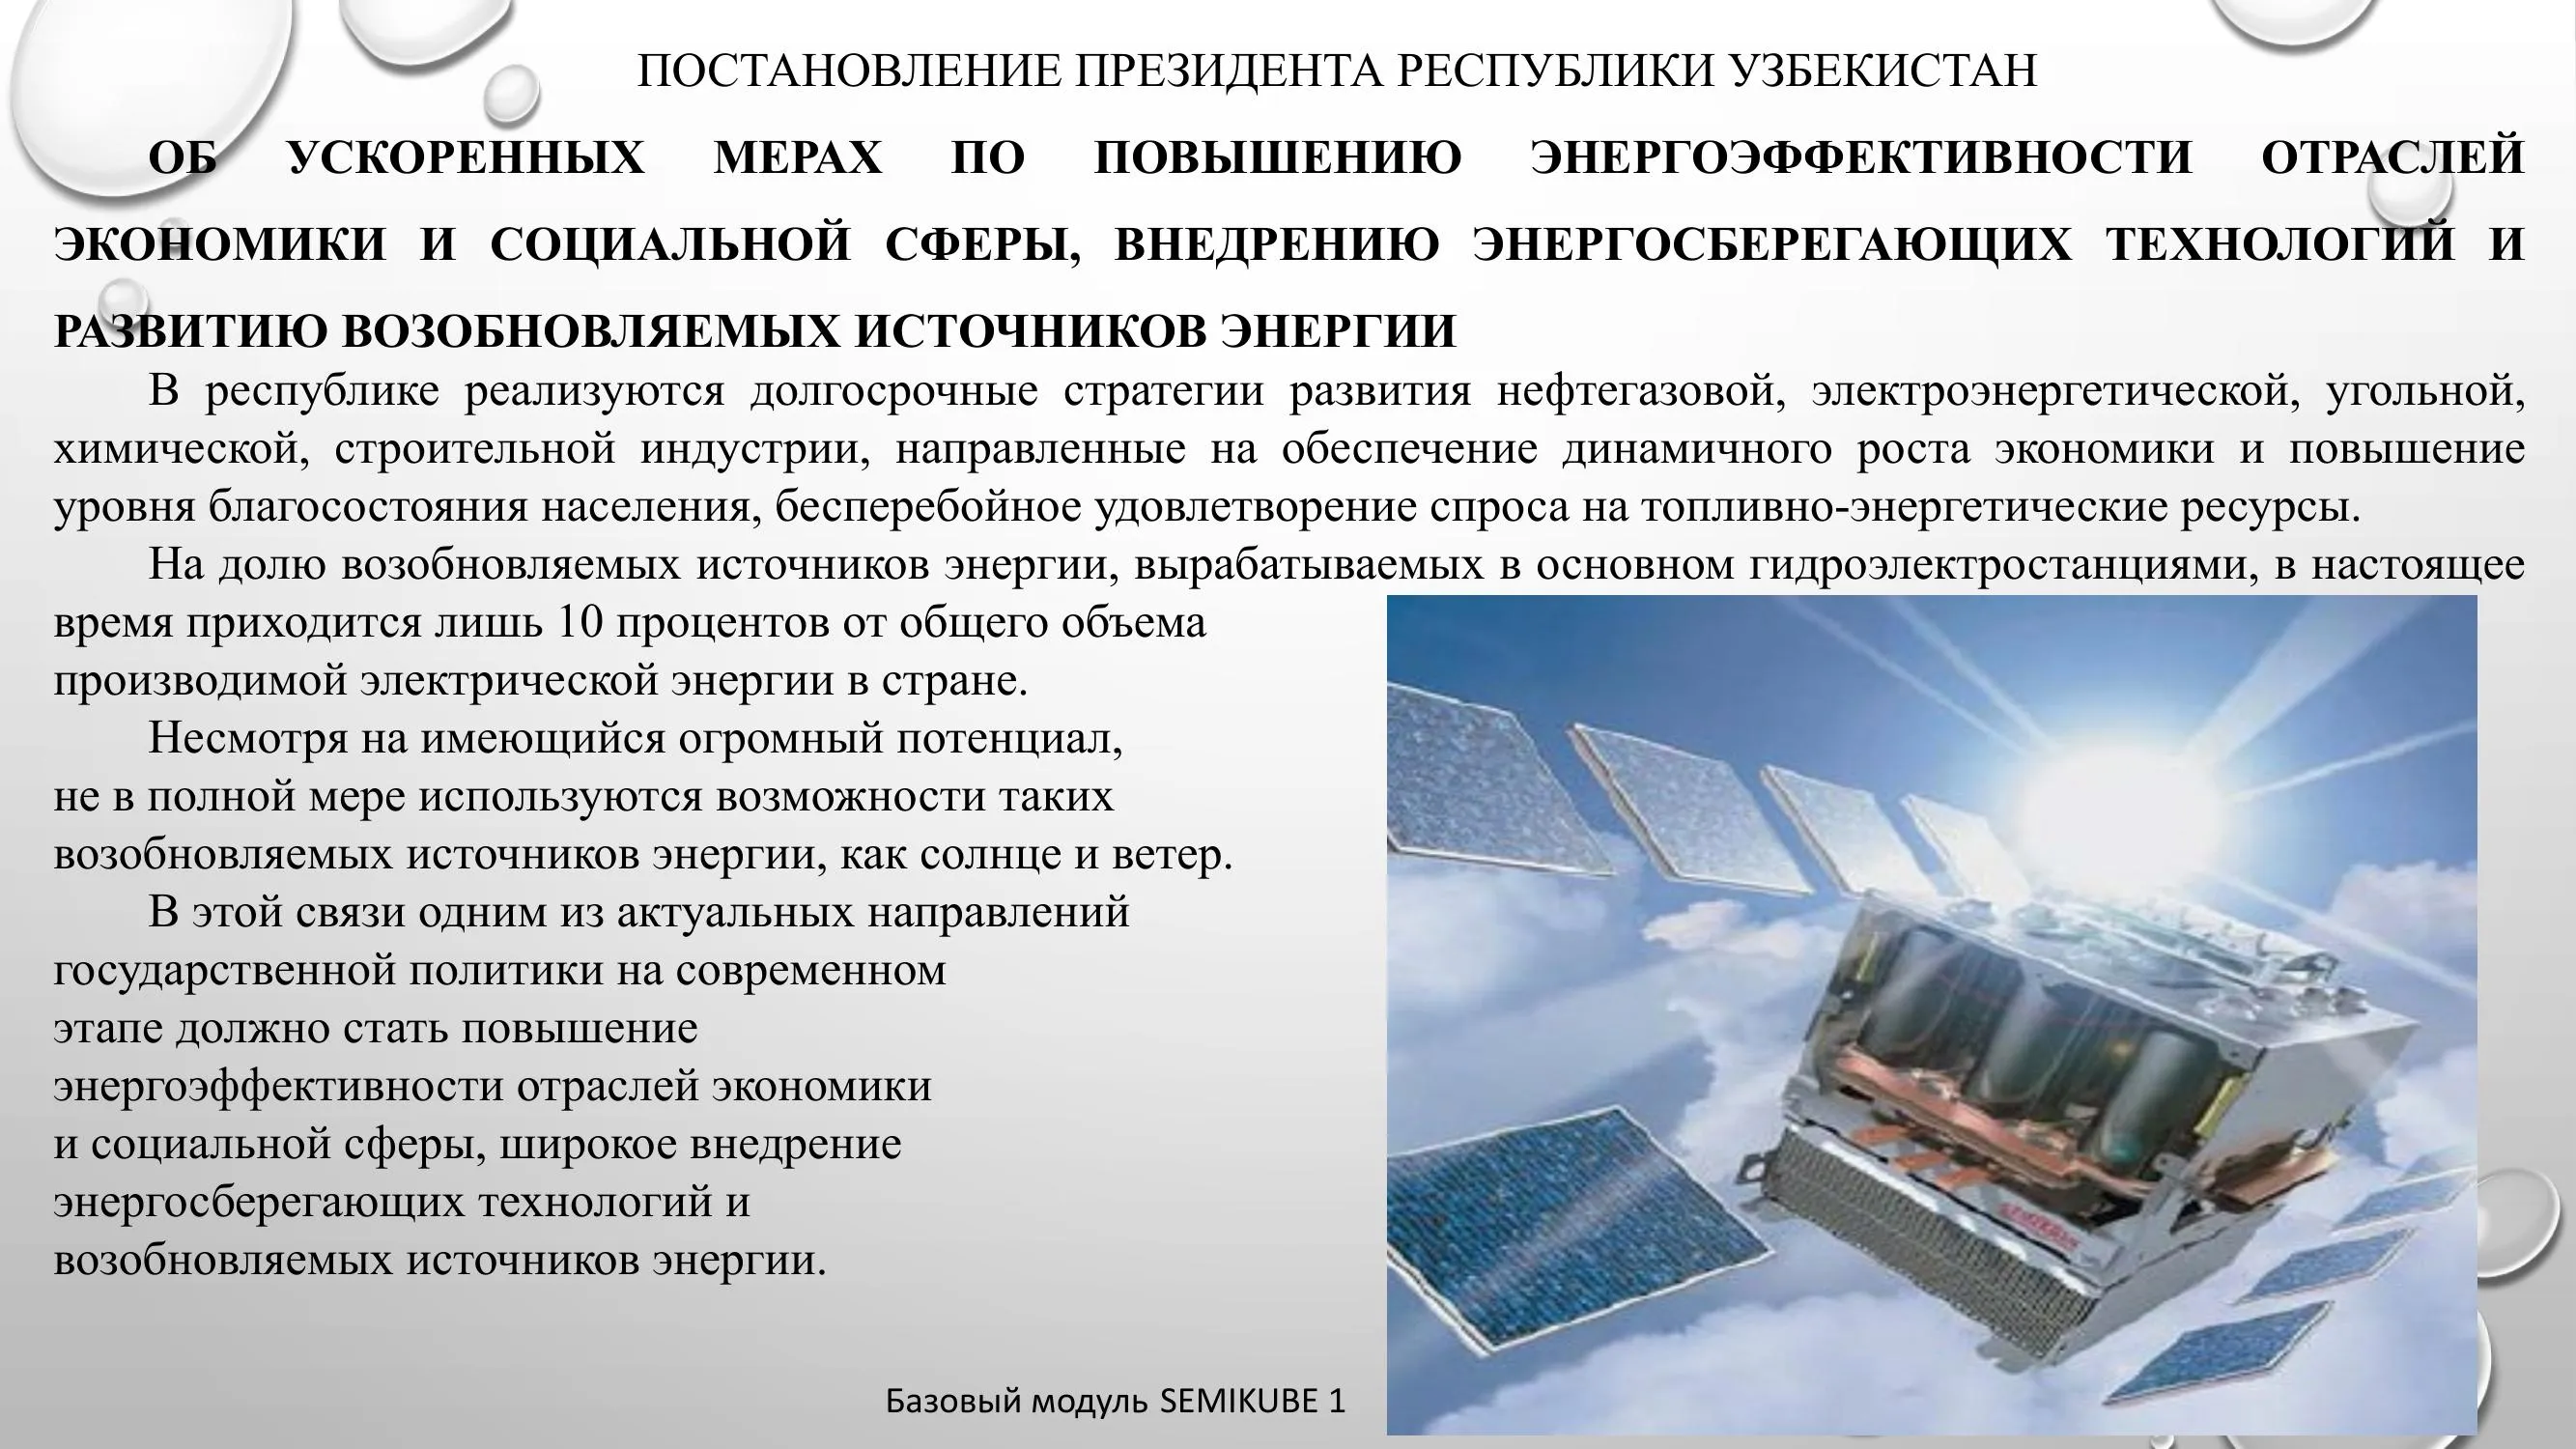 ПОСТАНОВЛЕНИЕ ПРЕЗИДЕНТА РЕСПУБЛИКИ УЗБЕКИСТАН
ОБ УСКОРЕННЫХ МЕРАХ ПО ПОВЫШЕНИЮ ЭНЕРГОЭФФЕКТИВНОСТИ ОТРАСЛЕЙ
ЭКОНОМИКИ И СОЦИАЛЬНОЙ СФЕРЫ, ВНЕДРЕНИЮ ЭНЕРГОСБЕРЕГАЮЩИХ ТЕХНОЛОГИЙ И
РАЗВИТИЮ ВОЗОБНОВЛЯЕМЫХ ИСТОЧНИКОВ ЭНЕРГИИ
В республике реализуются долгосрочные стратегии развития нефтегазовой, электроэнергетической, угольной,
химической, строительной индустрии, направленные на обеспечение динамичного роста экономики и повышение
уровня благосостояния населения, бесперебойное удовлетворение спроса на топливно-энергетические ресурсы.
На долю возобновляемых источников энергии, вырабатываемых в основном гидроэлектростанциями, в настоящее
время приходится лишь 10 процентов от общего объема
производимой электрической энергии в стране.
Несмотря на имеющийся огромный потенциал,
не в полной мере используются возможности таких
возобновляемых источников энергии, как солнце и ветер.
В этой связи одним из актуальных направлений
государственной политики на современном
этапе должно стать повышение
энергоэффективности отраслей экономики
и социальной сферы, широкое внедрение
энергосберегающих технологий и
возобновляемых источников энергии.
Базовый модуль SEMIKUBE 1